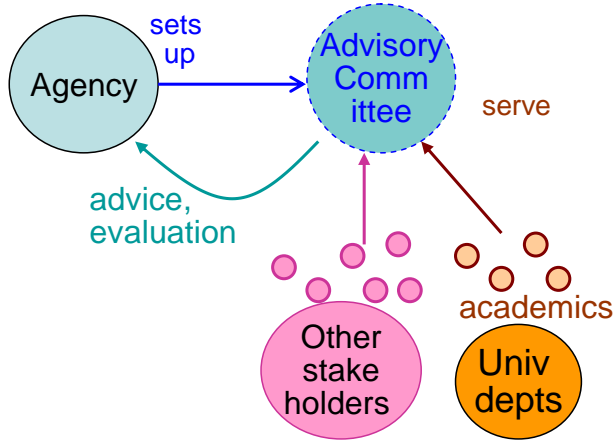 sets
up
Agency
Advisory
Comm
ittee
serve
advice,
evaluation
academics
Other
stake
holders
Univ
depts